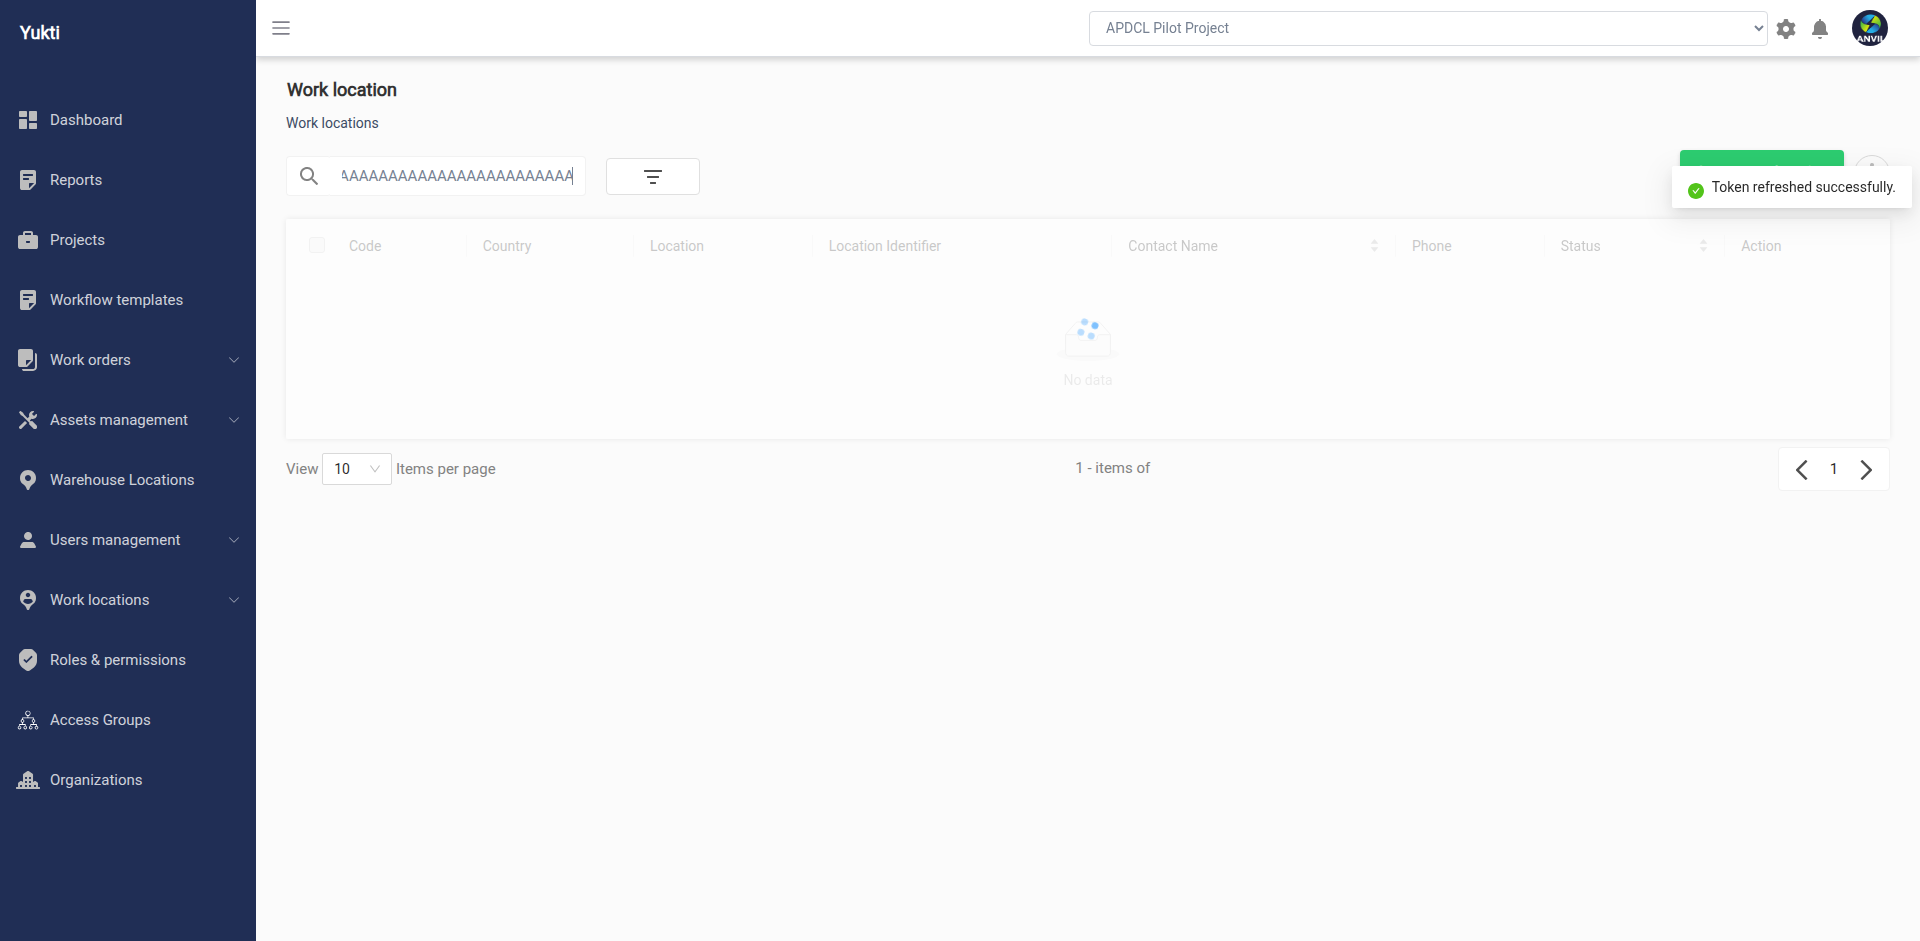 Yukti
APDCL Pilot Project
ANVIL
Dashboard
Reports
Projects
Workflow templates
Work orders
Assets management
Warehouse Locations
Users management
Work locations
Roles & permissions
Access Groups
Organizations
Work location
Work locations
AAAAAAAAAAAAAAAAAAAAAAAA
Token refreshed successfully.
Code Country Location Location Identifier Contact Name Phone Status Action
No data
View 10 Items per page
1 - items of
1